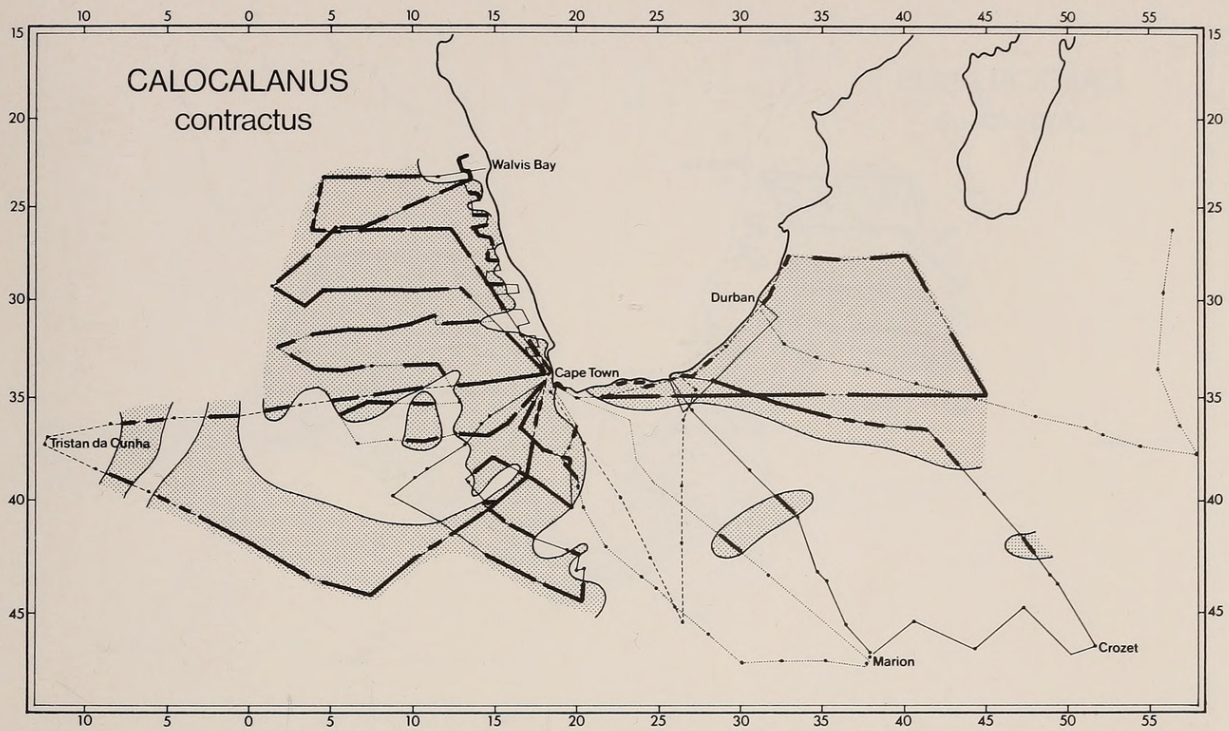 10 5 0 5 10 15 20 25 30 35 40 45 50 55
15 15
CALOCALANUS
contractus
20 20
Walvis Bay
25 25
Durban
30 30
Cape Town
35 35
Tristan da Cunha
40 40
45 45
Crozet
Marion
10 5 0 5 10 15 20 25 30 35 40 45 50 55